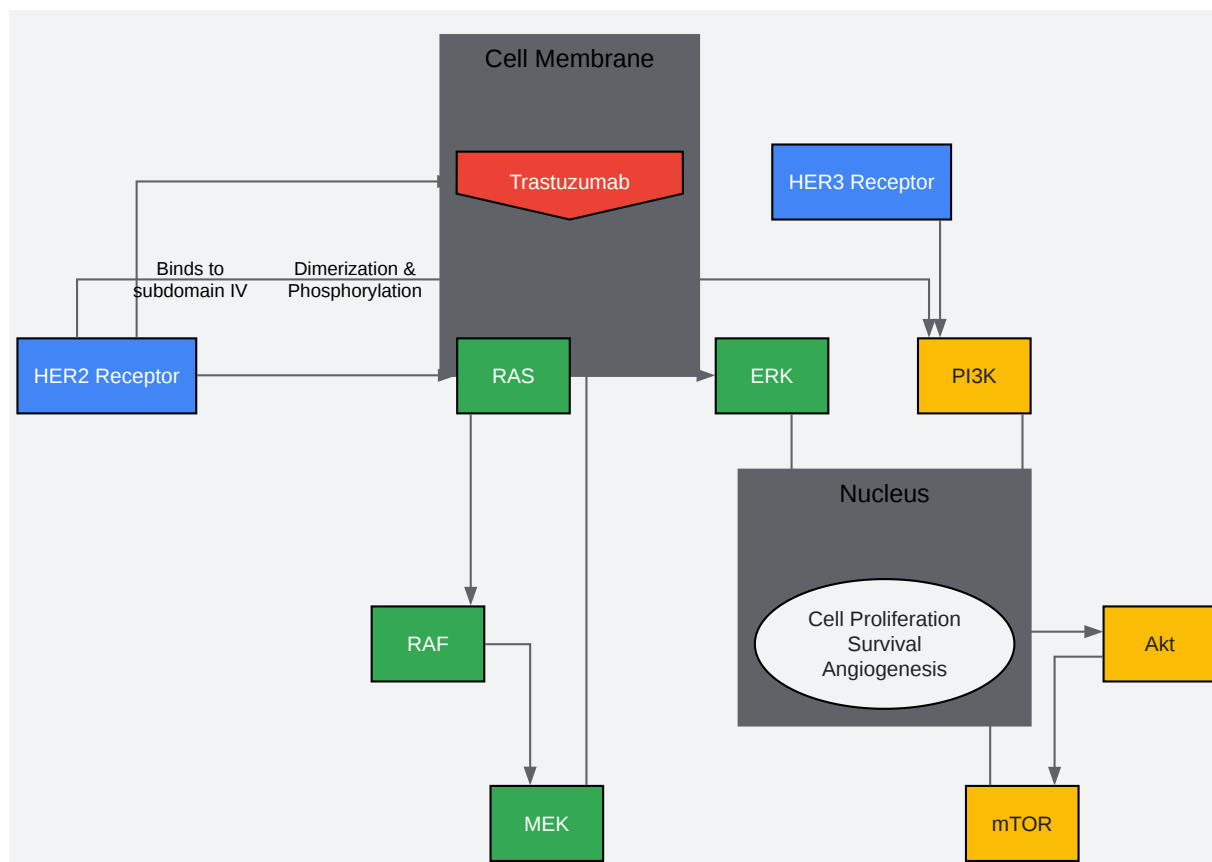 Cell Membrane
Trastuzumab
HER3 Receptor
Binds to
subdomain IV
Dimerization &
Phosphorylation
HER2 Receptor
RAS
ERK
PI3K
Nucleus
Cell Proliferation
Survival
Angiogenesis
RAF
Akt
MEK
mTOR